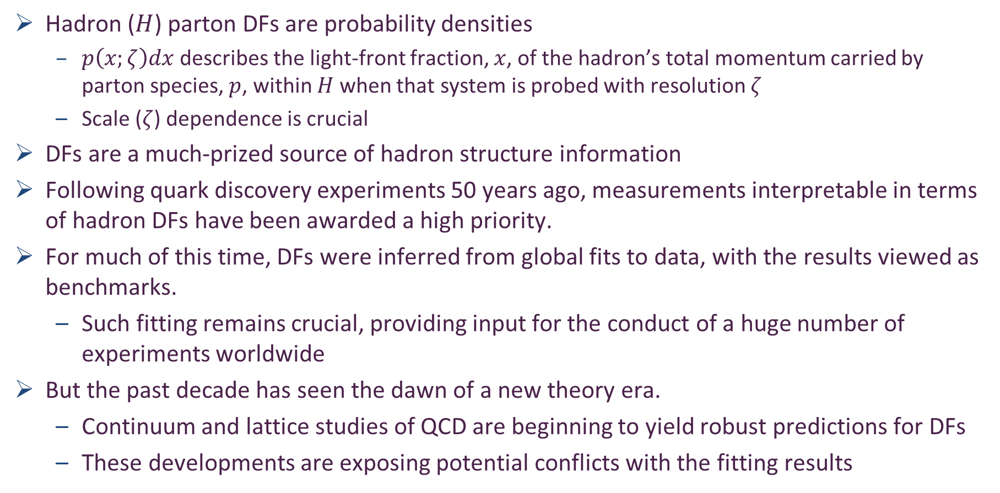 ➢ Hadron (H) parton DFs are probability densities
– p(x; ζ)dx describes the light-front fraction, x, of the hadron’s total momentum carried by
parton species, p, within H when that system is probed with resolution ζ
– Scale (ζ) dependence is crucial
➢ DFs are a much-prized source of hadron structure information
➢ Following quark discovery experiments 50 years ago, measurements interpretable in terms
of hadron DFs have been awarded a high priority.
➢ For much of this time, DFs were inferred from global fits to data, with the results viewed as
benchmarks.
– Such fitting remains crucial, providing input for the conduct of a huge number of
experiments worldwide
➢ But the past decade has seen the dawn of a new theory era.
– Continuum and lattice studies of QCD are beginning to yield robust predictions for DFs
– These developments are exposing potential conflicts with the fitting results